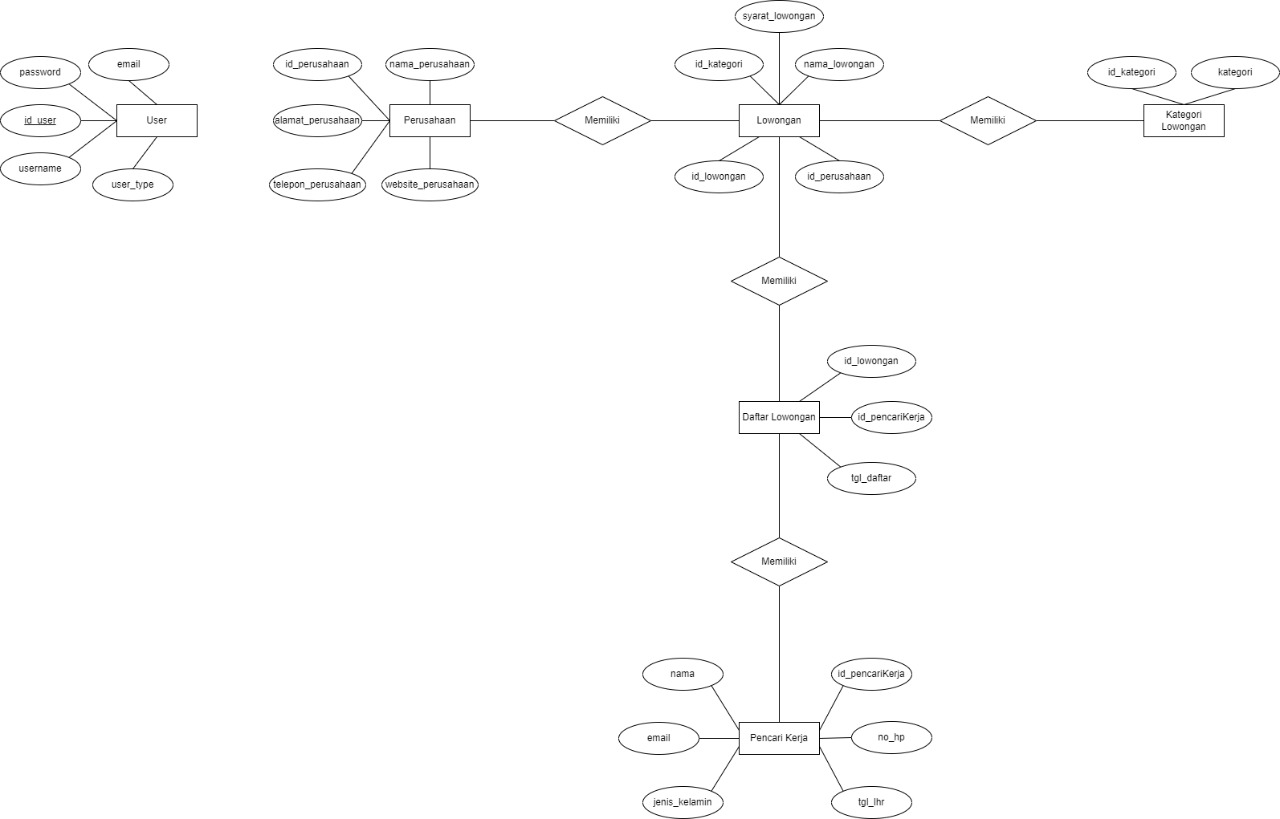 syarat_lowongan
password
email
id_perusahaan
nama_perusahaan
id_kategori
nama_lowongan
id_kategori
kategori
id_user
User
alamat_perusahaan
Perusahaan
Memiliki
Lowongan
Memiliki
Kategori
Lowongan
username
user_type
telepon_perusahaan
website_perusahaan
id_lowongan
id_perusahaan
Memiliki
id_lowongan
Daftar Lowongan
id_pencariKerja
tgl_daftar
Memiliki
nama
id_pencariKerja
email
Pencari Kerja
no_hp
jenis_kelamin
tgl_lhr